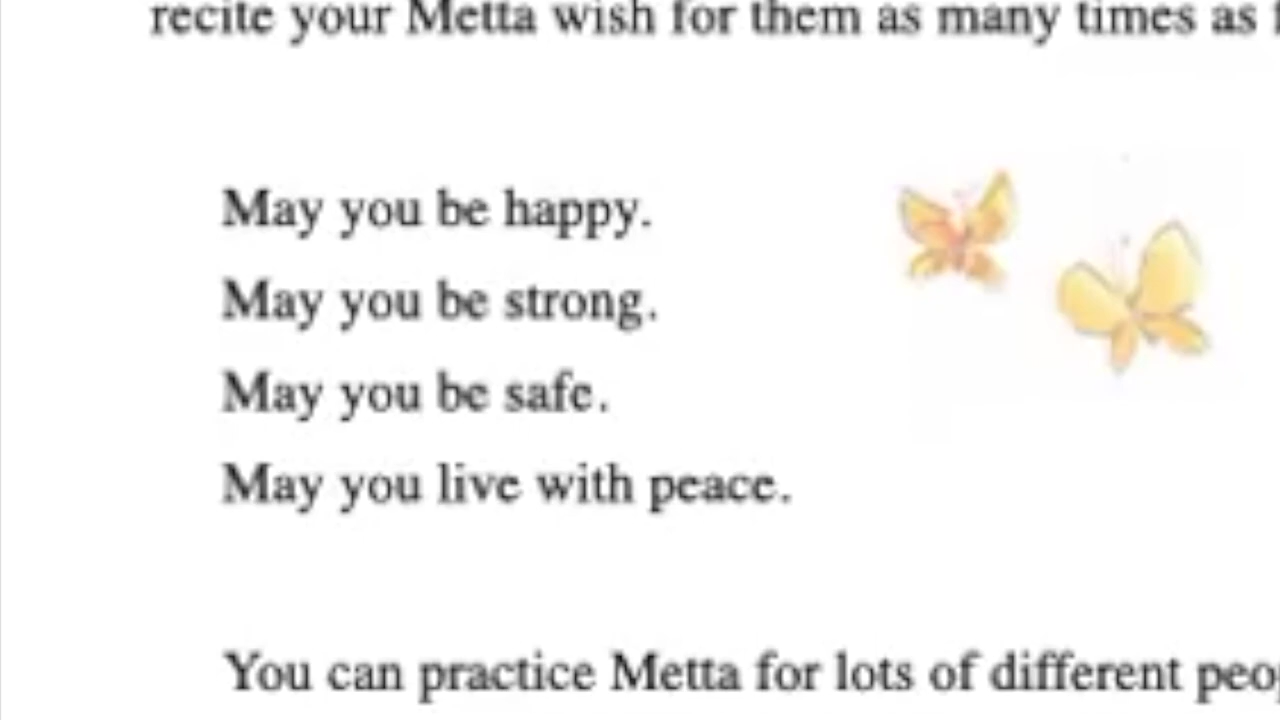 recite your Metta wish for them as many times as
May you be happy.
May you be strong.
May you be safe.
May you live with peace.
You can practice Metta for lots of different